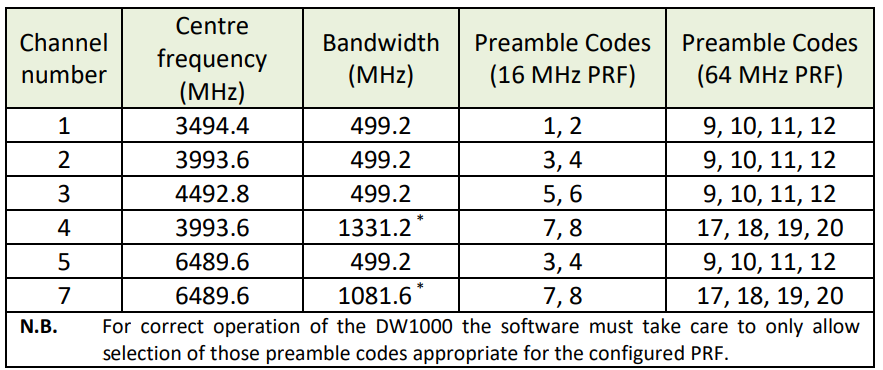 Channel number | Centre frequency (MHz) | Bandwidth (MHz) | Preamble Codes (16 MHz PRF) | Preamble Codes (64 MHz PRF)
1 | 3494.4 | 499.2 | 1, 2 | 9, 10, 11, 12
2 | 3993.6 | 499.2 | 3, 4 | 9, 10, 11, 12
3 | 4492.8 | 499.2 | 5, 6 | 9, 10, 11, 12
4 | 3993.6 | 1331.2 * | 7, 8 | 17, 18, 19, 20
5 | 6489.6 | 499.2 | 3, 4 | 9, 10, 11, 12
7 | 6489.6 | 1081.6 * | 7, 8 | 17, 18, 19, 20
N.B. For correct operation of the DW1000 the software must take care to only allow
selection of those preamble codes appropriate for the configured PRF.